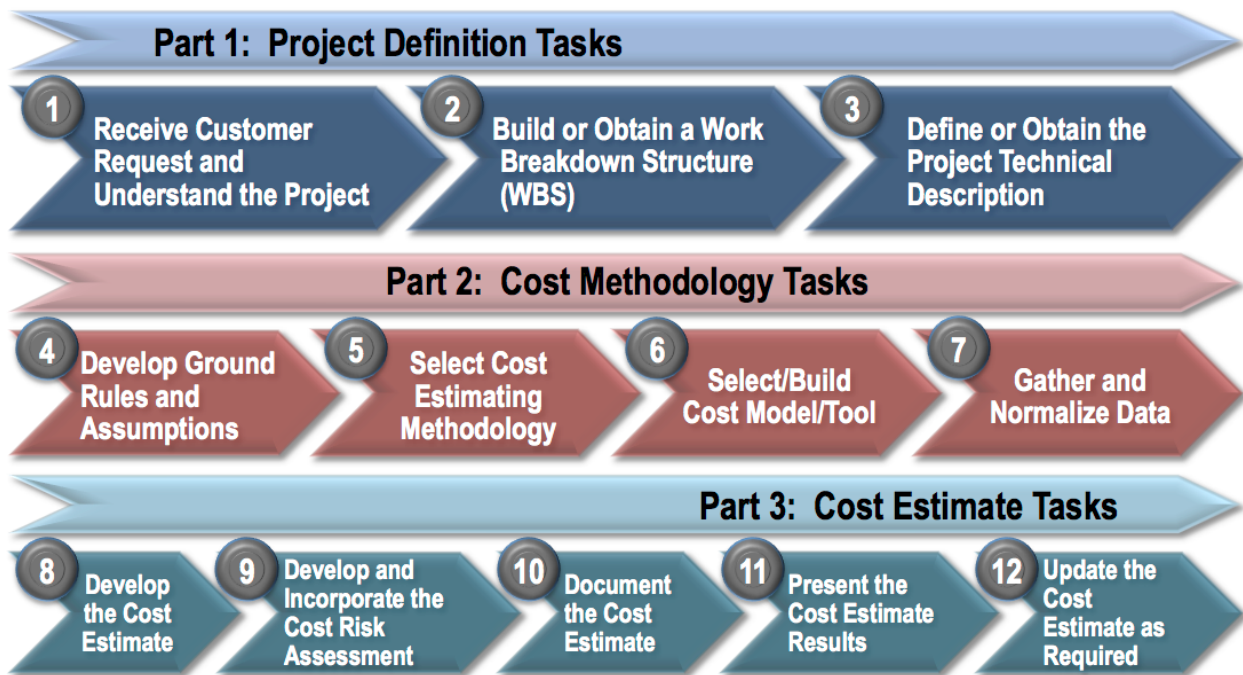 Part 1: Project Definition Tasks
1
Receive Customer
Request and
Understand the Project
2
Build or Obtain a Work
Breakdown Structure
(WBS)
3
Define or Obtain the
Project Technical
Description
Part 2: Cost Methodology Tasks
4
Develop Ground
Rules and
Assumptions
5
Select Cost
Estimating
Methodology
6
Select/Build
Cost Model/Tool
7
Gather and
Normalize Data
Part 3: Cost Estimate Tasks
8
Develop
the Cost
Estimate
9
Develop and
Incorporate the
Cost Risk
Assessment
10
Document
the Cost
Estimate
11
Present the
Cost Estimate
Results
12
Update the
Cost
Estimate as
Required